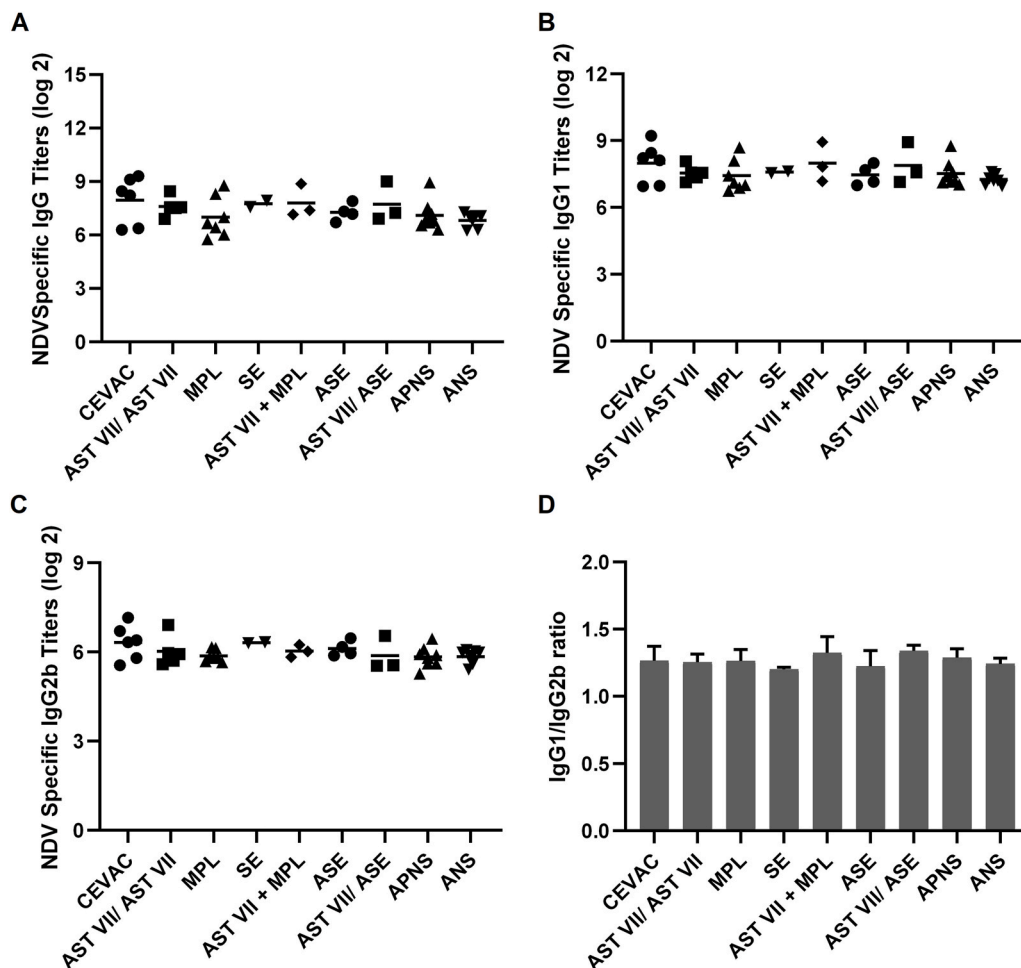 A
NDVSpecific IgG Titers (log 2)
15
12
9
6
3
0
CEVAC
AST VII/ AST VII
MPL
SE
AST VII + MPL
ASE
AST VII/ ASE
APNS
ANS
B
NDV Specific IgG1 Titers (log 2)
12
9
6
3
0
CEVAC
AST VII/ AST VII
MPL
SE
AST VII + MPL
ASE
AST VII/ ASE
APNS
ANS
C
NDV Specific IgG2b Titers (log 2)
9
6
3
0
CEVAC
AST VII/ AST VII
MPL
SE
AST VII + MPL
ASE
AST VII/ ASE
APNS
ANS
D
IgG1/IgG2b ratio
2.0
1.5
1.0
0.5
0.0
CEVAC
AST VII/ AST VII
MPL
SE
AST VII + MPL
ASE
AST VII/ ASE
APNS
ANS